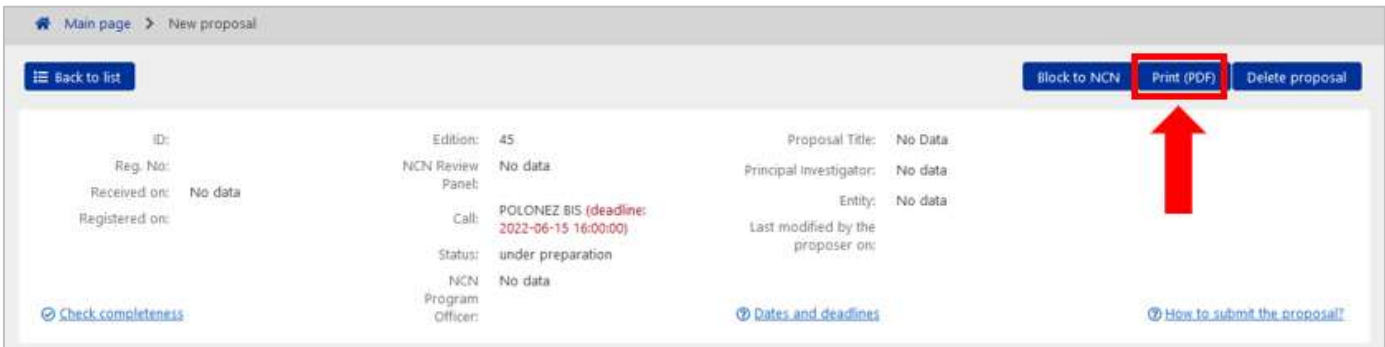 Main page > New proposal
Back to list
Block to NCN
Print (PDF)
Delete proposal
ID:
Reg. No:
Received on: No data
Registered on:
Edition: 45
NCN Review No data
Panel:
Call: POLONEZ BIS (deadline:
2022-06-15 16:00:00)
Status: under preparation
NCN No data
Program
Officer:
Proposal Title: No Data
Principal Investigator: No data
Entity: No data
Last modified by the
proposer on:
Check completeness
Dates and deadlines
How to submit the proposal?